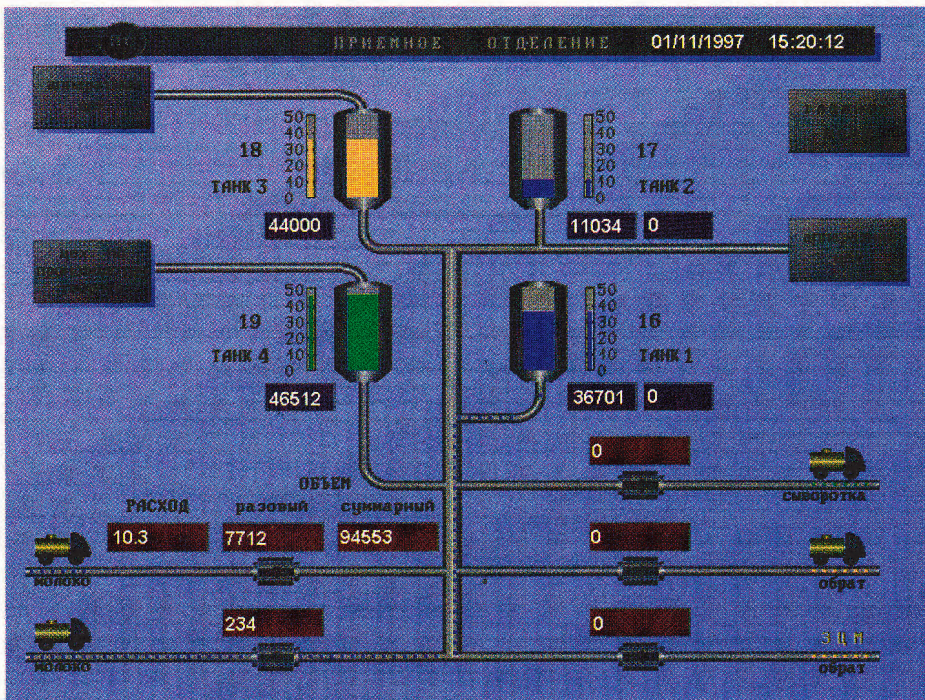 ПРИЕМНОЕ ОТДЕЛЕНИЕ 01/11/1997 15:20:12
50
40
30
20
10
0
18
ТАНК 3
44000
50
40
30
20
10
0
17
ТАНК 2
11034 0
50
40
30
20
10
0
19
ТАНК 4
46512
50
40
30
20
10
0
16
ТАНК 1
36701 0
0
сыворотка
ОБЪЕМ
РАСХОД разовый суммарный
10.3 7712 94553
0
молоко
обрат
234
0
молоко
ЗЦМ
обрат